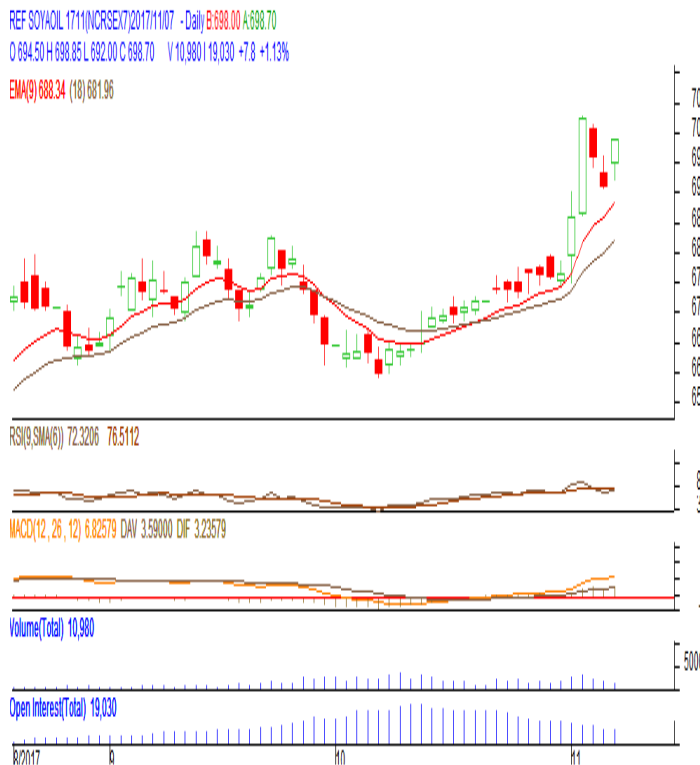 REF SOYAOIL 1711(NCRSEX7)2017/11/07 - Daily B:698.00 A:698.70
O 694.50 H 698.85 L 692.00 C 698.70 V 10,980 I 19,030 +7.8 +1.13%
EMA(9) 688.34 (18) 681.96
RSI(9,SMA(6)) 72.3206 76.5112
MACD(12 , 26 , 12) 6.82579 DAV 3.59000 DIF 3.23579
Volume(Total) 10,980
Open Interest(Total) 19,030
8/2017 9 10 11